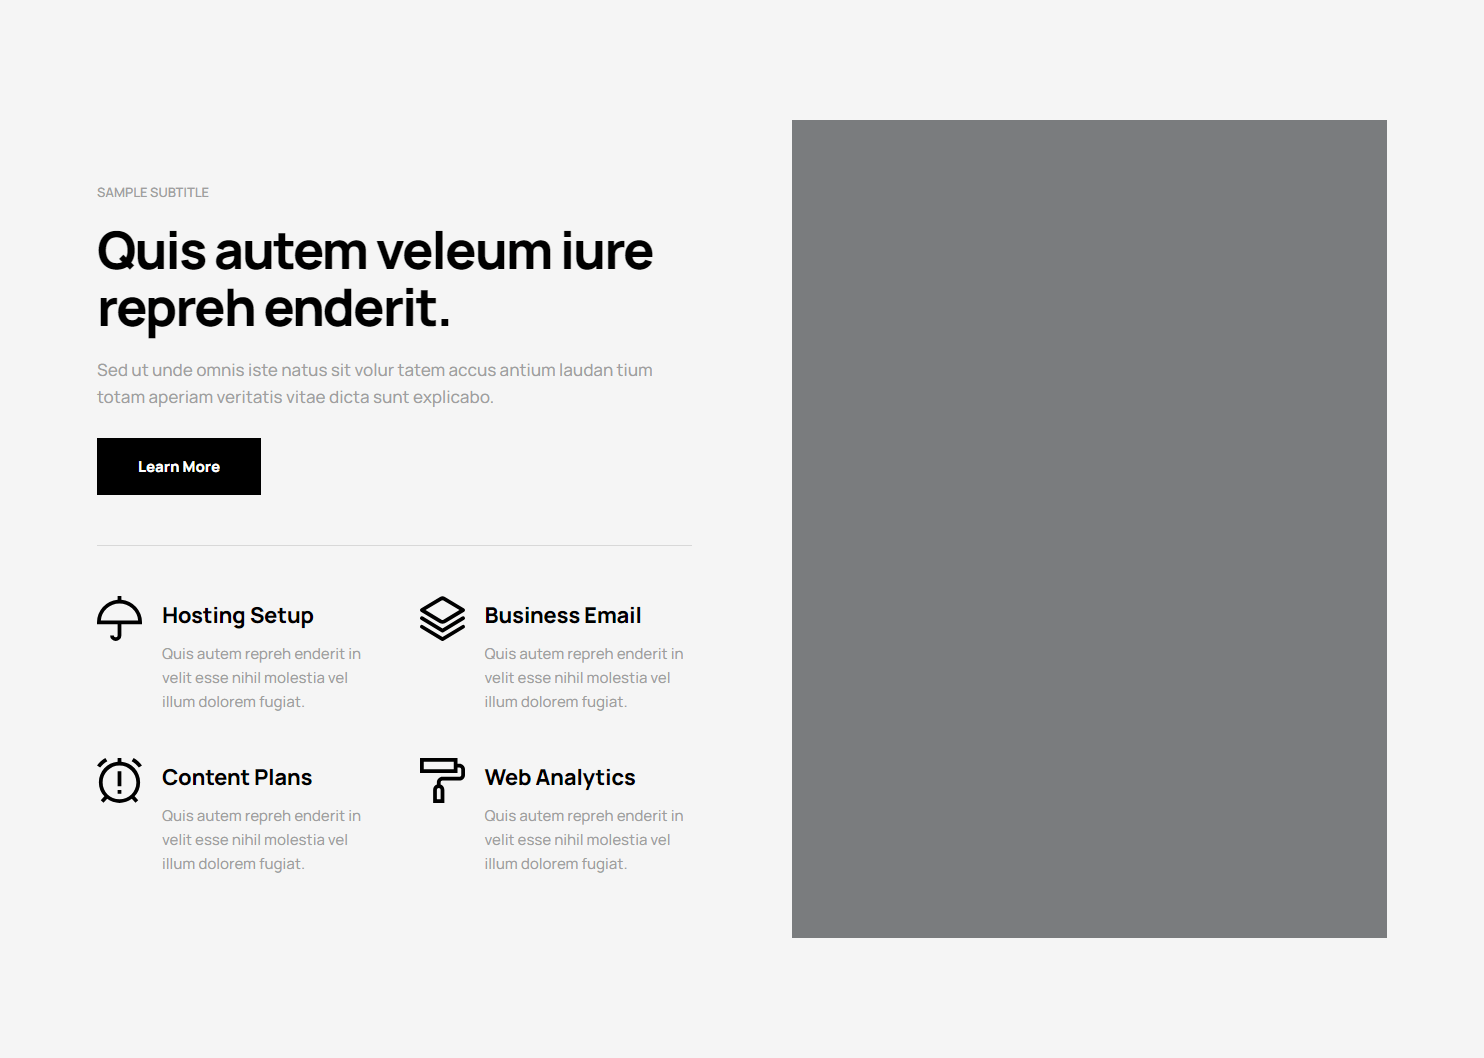 SAMPLE SUBTITLE
Quis autem veleum iure
repreh enderit.
Sed ut unde omnis iste natus sit volur tatem accus antium laudan tium
totam aperiam veritatis vitae dicta sunt explicabo.
Learn More
Hosting Setup
Quis autem repreh enderit in
velit esse nihil molestia vel
illum dolorem fugiat.
Business Email
Quis autem repreh enderit in
velit esse nihil molestia vel
illum dolorem fugiat.
Content Plans
Quis autem repreh enderit in
velit esse nihil molestia vel
illum dolorem fugiat.
Web Analytics
Quis autem repreh enderit in
velit esse nihil molestia vel
illum dolorem fugiat.